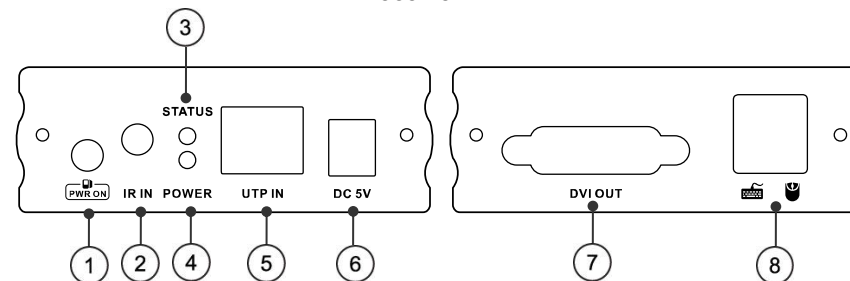 3
STATUS
PWR ON
IR IN
POWER
UTP IN
DC 5V
DVI OUT
1
2
4
5
6
7
8